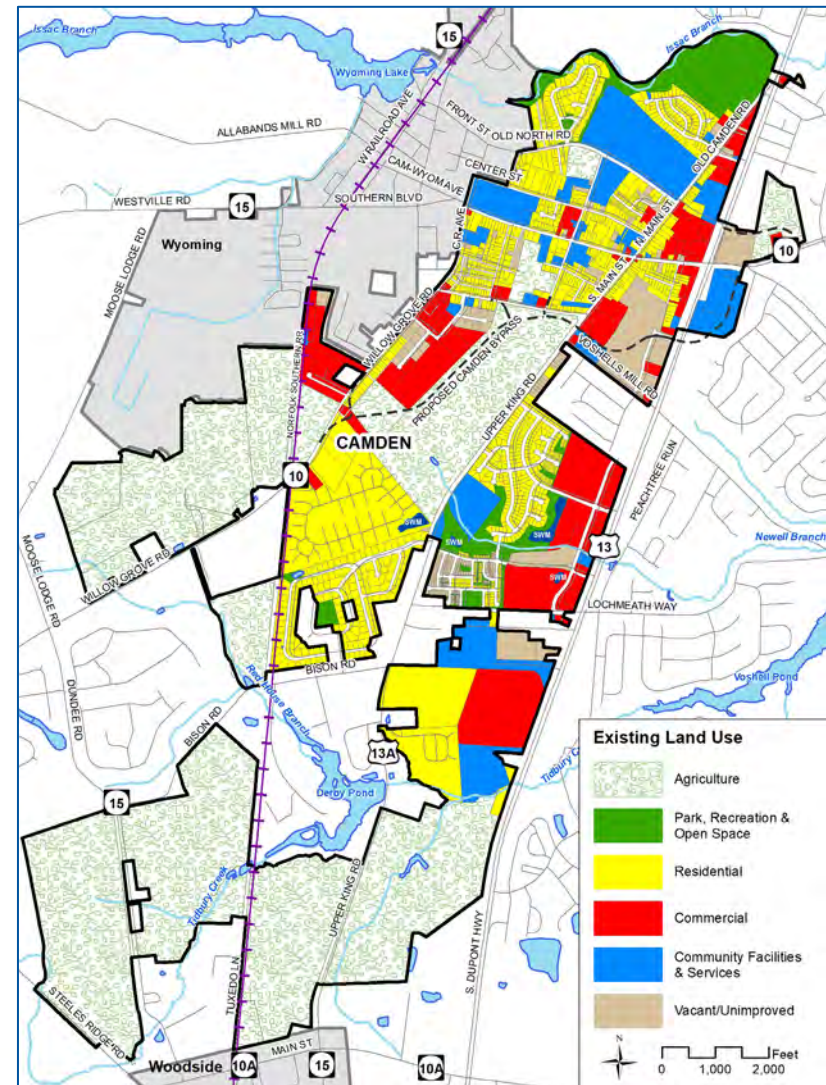 Issac Branch
15
Issac Branch
Wyoming Lake
W RAILROAD AVE
FRONT ST
OLD NORTH RD
OLD CAMDEN RD
ALLABANDS MILL RD
CAM-WYOM AVE
CENTER ST
WESTVILLE RD
15
SOUTHERN BLVD
C.R. AVE
N. MAIN ST
10
MOOSE LODGE RD
Wyoming
S. MAIN ST
WILLOW GROVE RD
NORFOLK SOUTHERN RR
PROPOSED CAMDEN BYPASS
VOSHELLS MILL RD
UPPER KING RD
CAMDEN
PEACHTREE RUN
10
SWM
SWM
SWM
13
Newell Branch
MOOSE LODGE RD
WILLOW GROVE RD
SWM
LOCHMEATH WAY
BISON RD
Red House Branch
DUNDEE RD
BISON RD
Voshell Pond
13A
Tidbury Creek
Derby Pond
15
UPPER KING RD
Tidbury Creek
S. DUPONT HWY
TUXEDO LN
STEELES RIDGE RD
MAIN ST
Woodside
10A
15
10A
Existing Land Use
Agriculture
Park, Recreation &
Open Space
Residential
Commercial
Community Facilities
& Services
Vacant/Unimproved
N
Feet
0 1,000 2,000